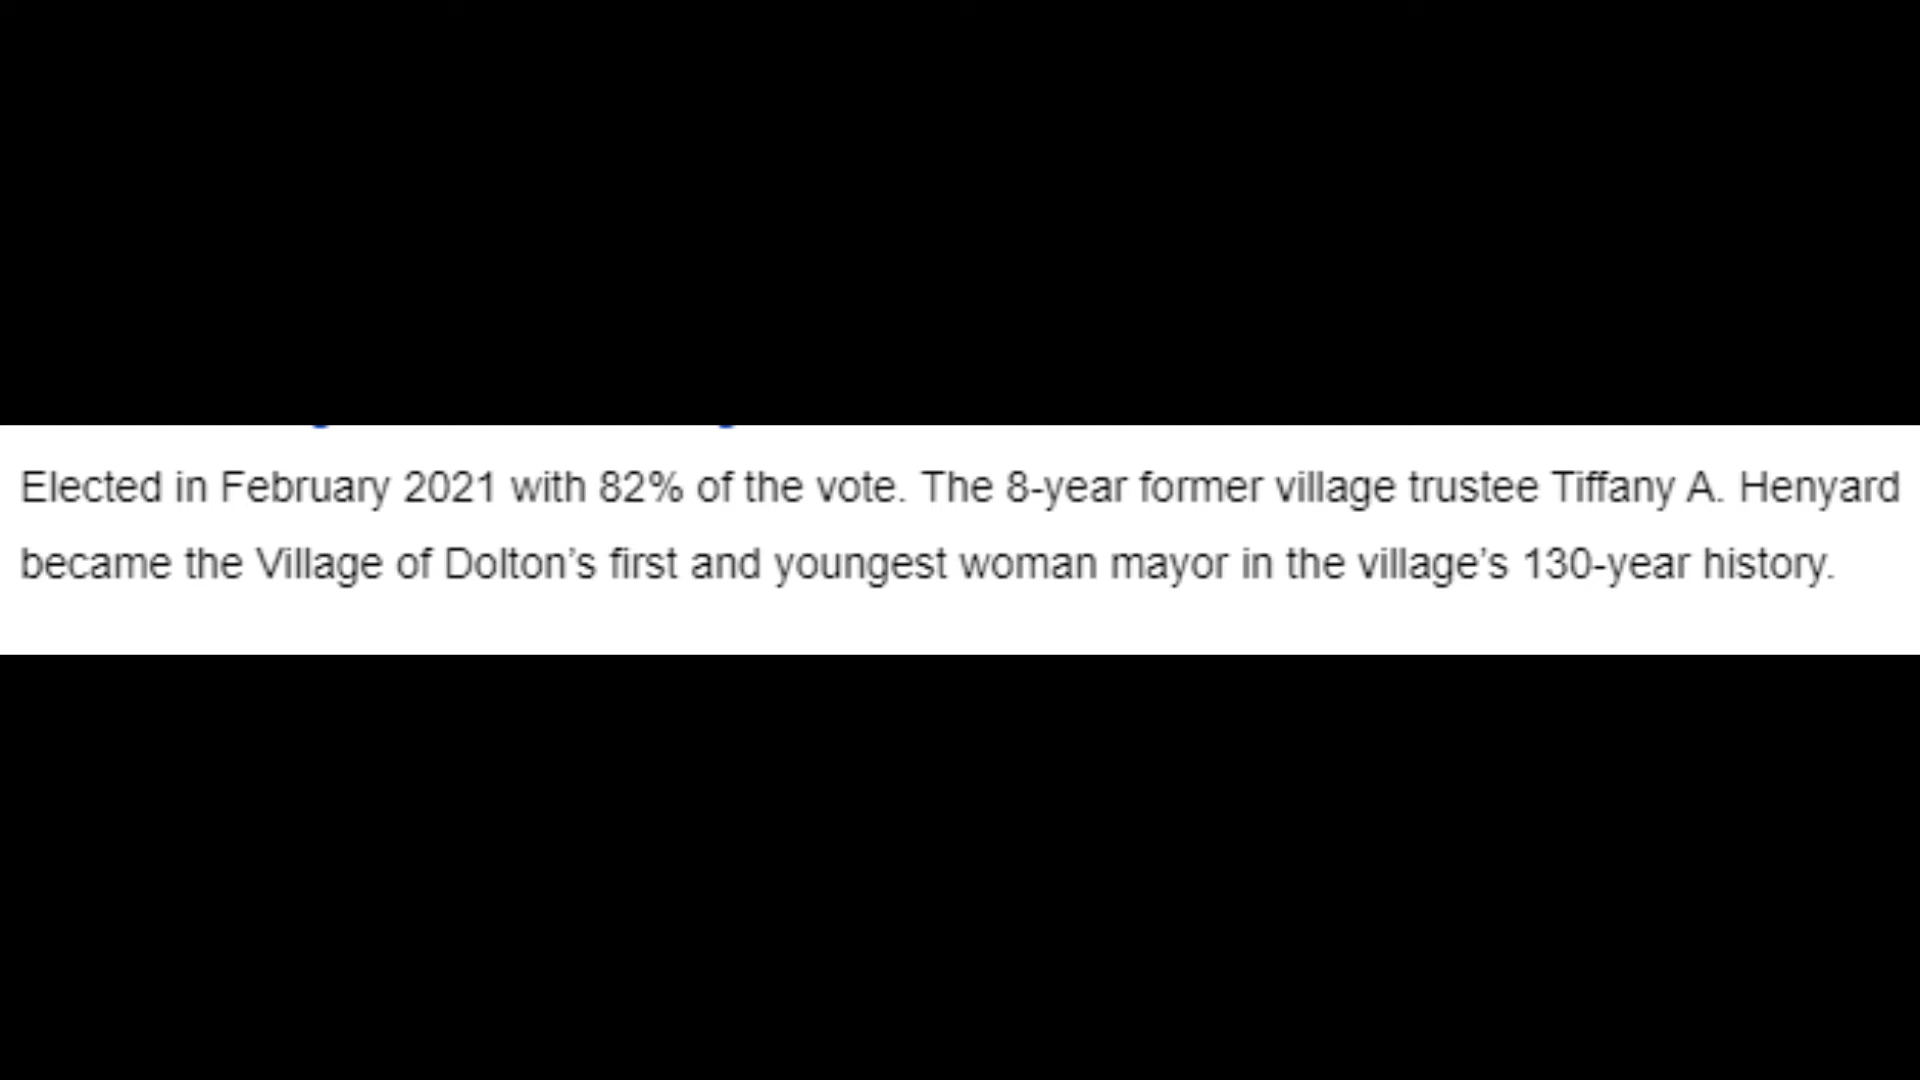 Elected in February 2021 with 82% of the vote. The 8-year former village trustee Tiffany A. Henyard
became the Village of Dolton’s first and youngest woman mayor in the village’s 130-year history.